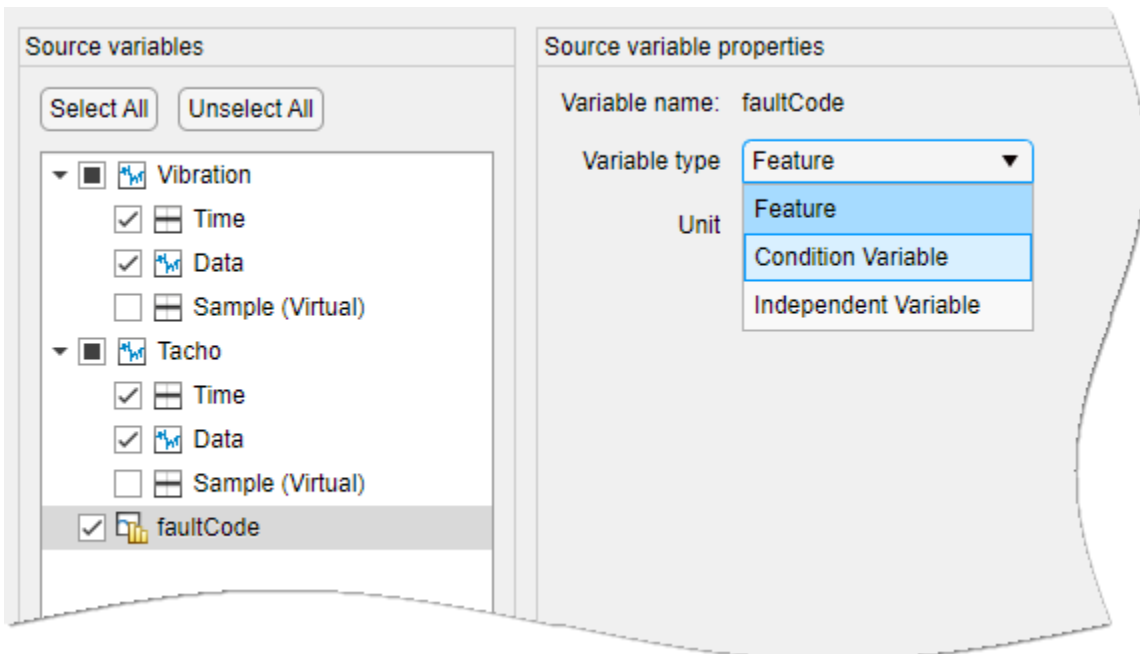 Source variables
Select All
Unselect All
Vibration
Time
Data
Sample (Virtual)
Tacho
Time
Data
Sample (Virtual)
faultCode
Source variable properties
Variable name: faultCode
Variable type Feature
Feature
Unit
Condition Variable
Independent Variable